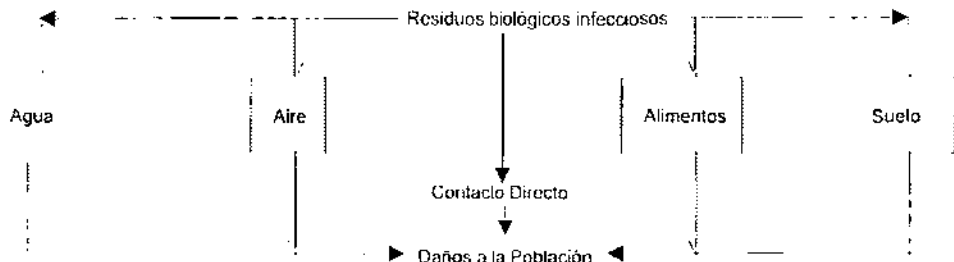 Residuos biológicos infecciosos
Agua Aire Alimentos Suelo
Contacto Directo
Daños a la Población